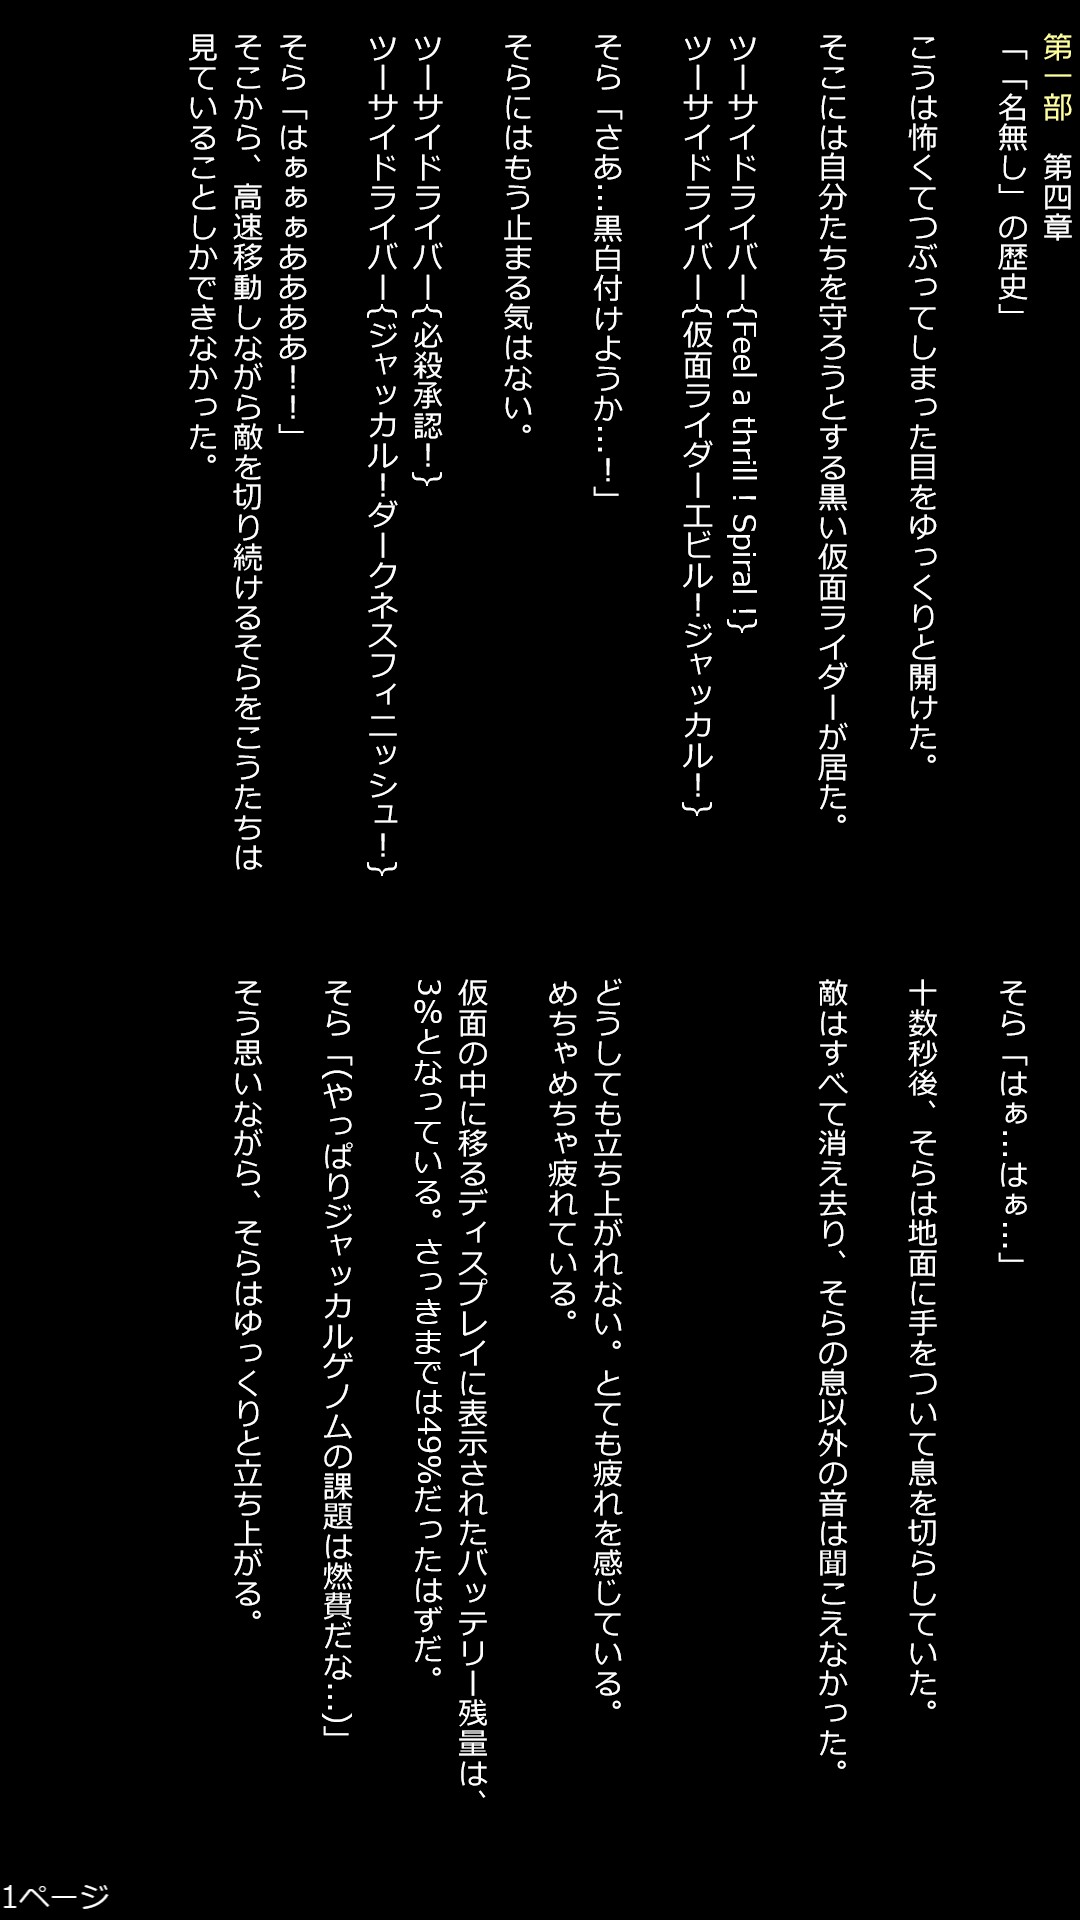 第一部　第四章
「「名無し」の歴史」
こうは怖くてつぶってしまった目をゆっくりと開けた。
そこには自分たちを守ろうとする黒い仮面ライダーが居た。
ツーサイドライバー{Feel a thrill！Spiral！}
ツーサイドライバー{仮面ライダーエビル！ジャッカル！}
そら「さあ…黒白付けようか…！」
そらにはもう止まる気はない。
ツーサイドライバー{必殺承認！}
ツーサイドライバー{ジャッカル！ダークネスフィニッシュ！}
そら「はぁぁぁああああ！！」
そこから、高速移動しながら敵を切り続けるそらをこうたちは
見ていることしかできなかった。
そら「はぁ…はぁ…」
十数秒後、そらは地面に手をついて息を切らしていた。
敵はすべて消え去り、そらの息以外の音は聞こえなかった。
どうしても立ち上がれない。とても疲れを感じている。
めちゃめちゃ疲れている。
仮面の中に移るディスプレイに表示されたバッテリー残量は、
3%となっている。さっきまでは49%だったはずだ。
そら「(やっぱりジャッカルゲノムの課題は燃費だな…)」
そう思いながら、そらはゆっくりと立ち上がる。
1ページ